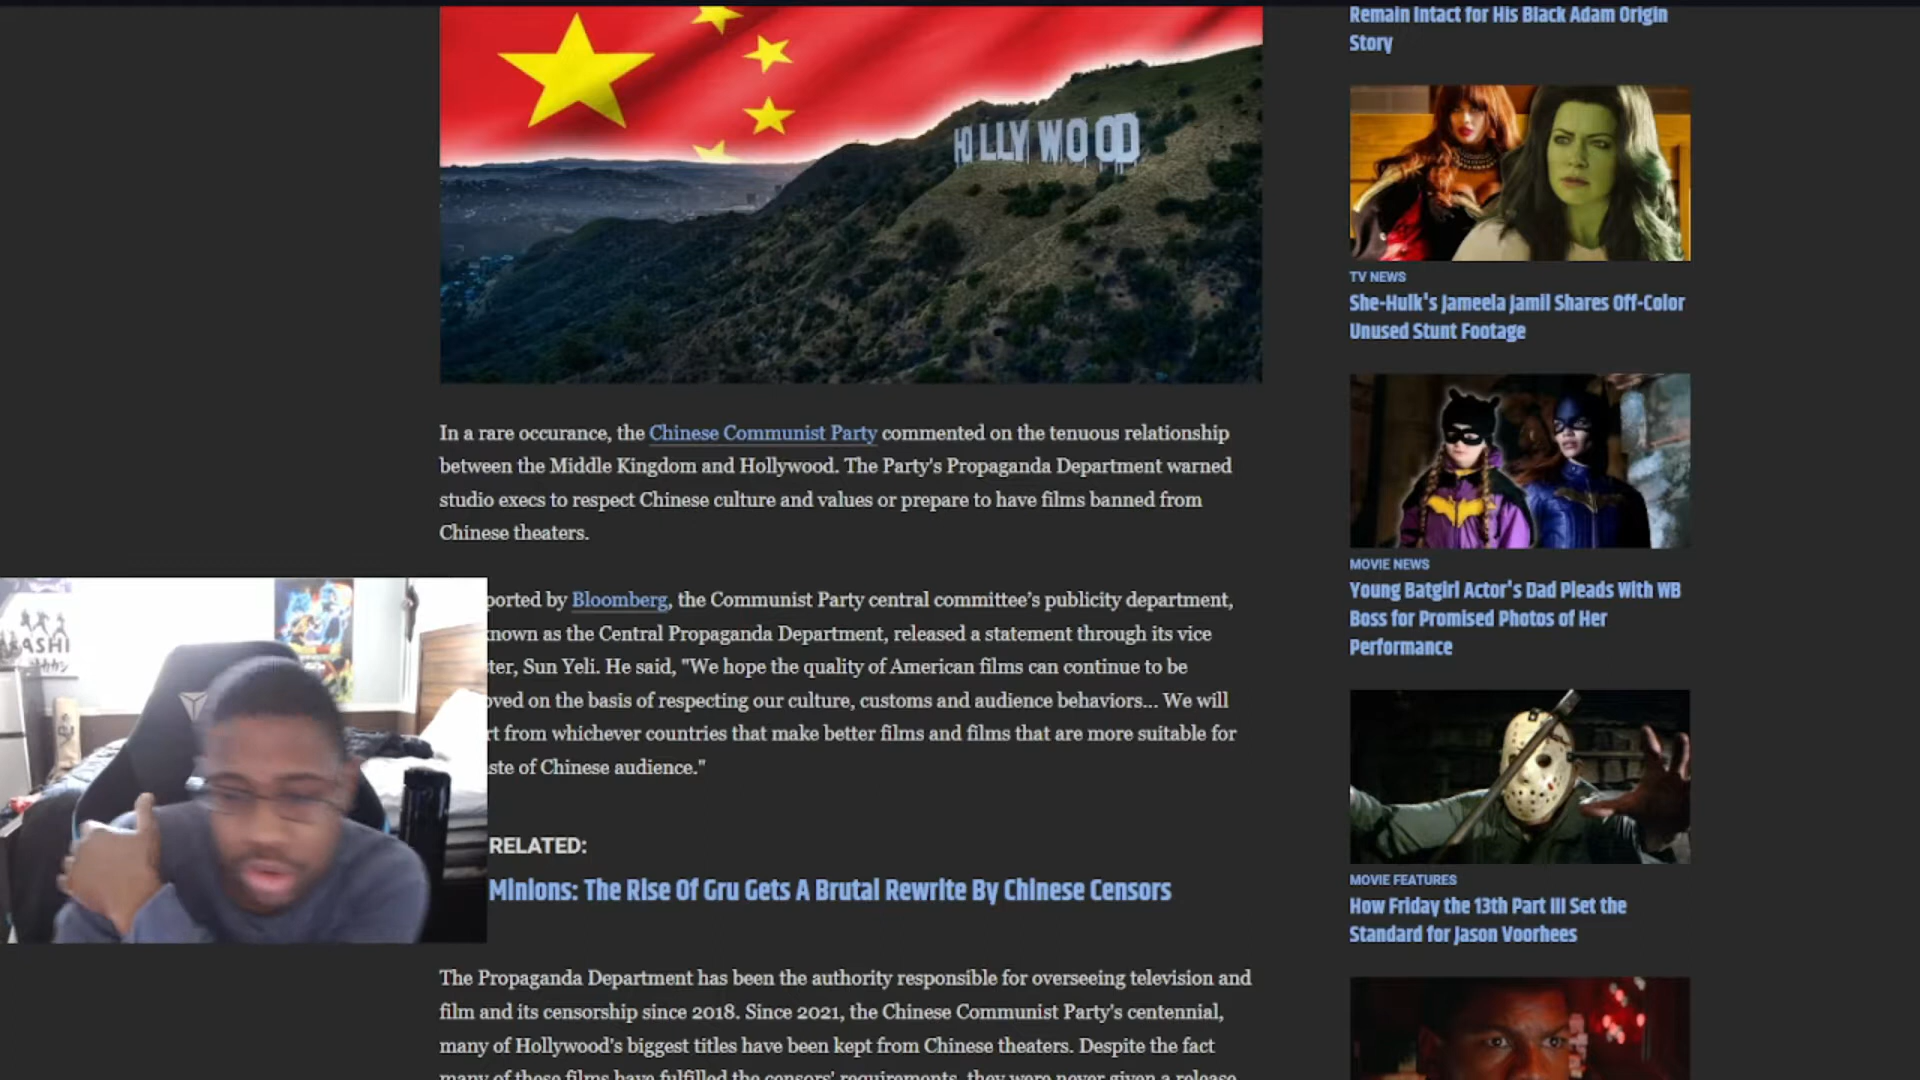 HOLLYWOOD
In a rare occurance, the Chinese Communist Party commented on the tenuous relationship
between the Middle Kingdom and Hollywood. The Party's Propaganda Department warned
studio execs to respect Chinese culture and values or prepare to have films banned from
Chinese theaters.
ported by Bloomberg, the Communist Party central committee's publicity department,
nown as the Central Propaganda Department, released a statement through its vice
ter, Sun Yeli. He said, "We hope the quality of American films can continue to be
oved on the basis of respecting our culture, customs and audience behaviors... We will
rt from whichever countries that make better films and films that are more suitable for
ste of Chinese audience."
RELATED:
Minions: The Rise Of Gru Gets A Brutal Rewrite By Chinese Censors
The Propaganda Department has been the authority responsible for overseeing television and
film and its censorship since 2018. Since 2021, the Chinese Communist Party's centennial,
many of Hollywood's biggest titles have been kept from Chinese theaters. Despite the fact
many of these films have fulfilled the censors' requirements, they were never given a release
Remain Intact for His Black Adam Origin
Story
TV NEWS
She-Hulk's Jameela Jamil Shares Off-Color
Unused Stunt Footage
MOVIE NEWS
Young Batgirl Actor's Dad Pleads With WB
Boss for Promised Photos of Her
Performance
MOVIE FEATURES
How Friday the 13th Part III Set the
Standard for Jason Voorhees
ASHI